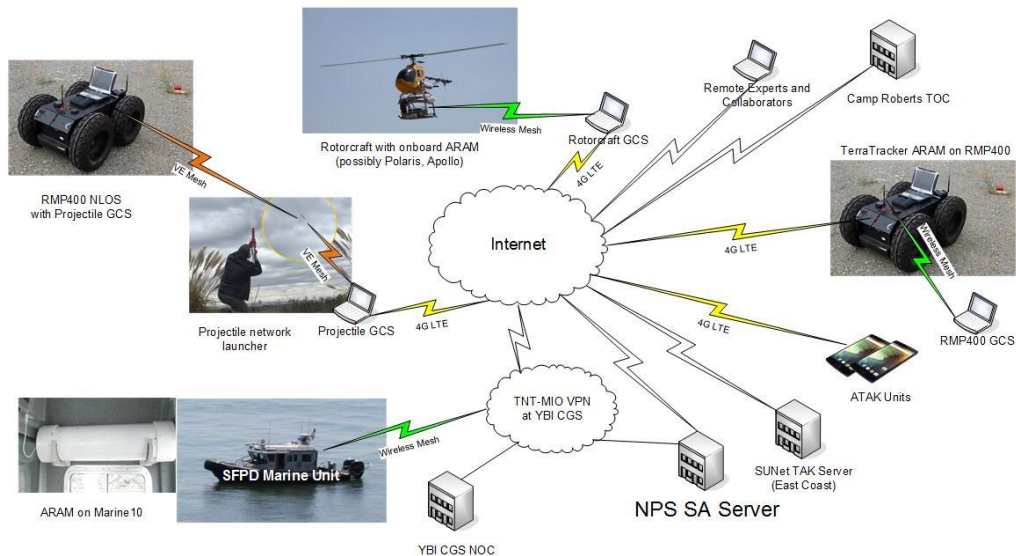 Rotorcraft with onboard ARAM
(possibly Polaris, Apollo)
Wireless Mesh
Rotorcraft GCS
4G LTE
Remote Experts and
Collaborators
Camp Roberts TOC
TerraTracker ARAM on RMP400
RMP400 NLOS
with Projectile GCS
VE Mesh
VE Mesh
Internet
4G LTE
Wireless Mesh
RMP400 GCS
Projectile network
launcher
Projectile GCS
4G LTE
4G LTE
ATAK Units
TNT-MIO VPN
at YBI CGS
Wireless Mesh
SFPD Marine Unit
ARAM on Marine10
SUNet TAK Server
(East Coast)
NPS SA Server
YBI CGS NOC